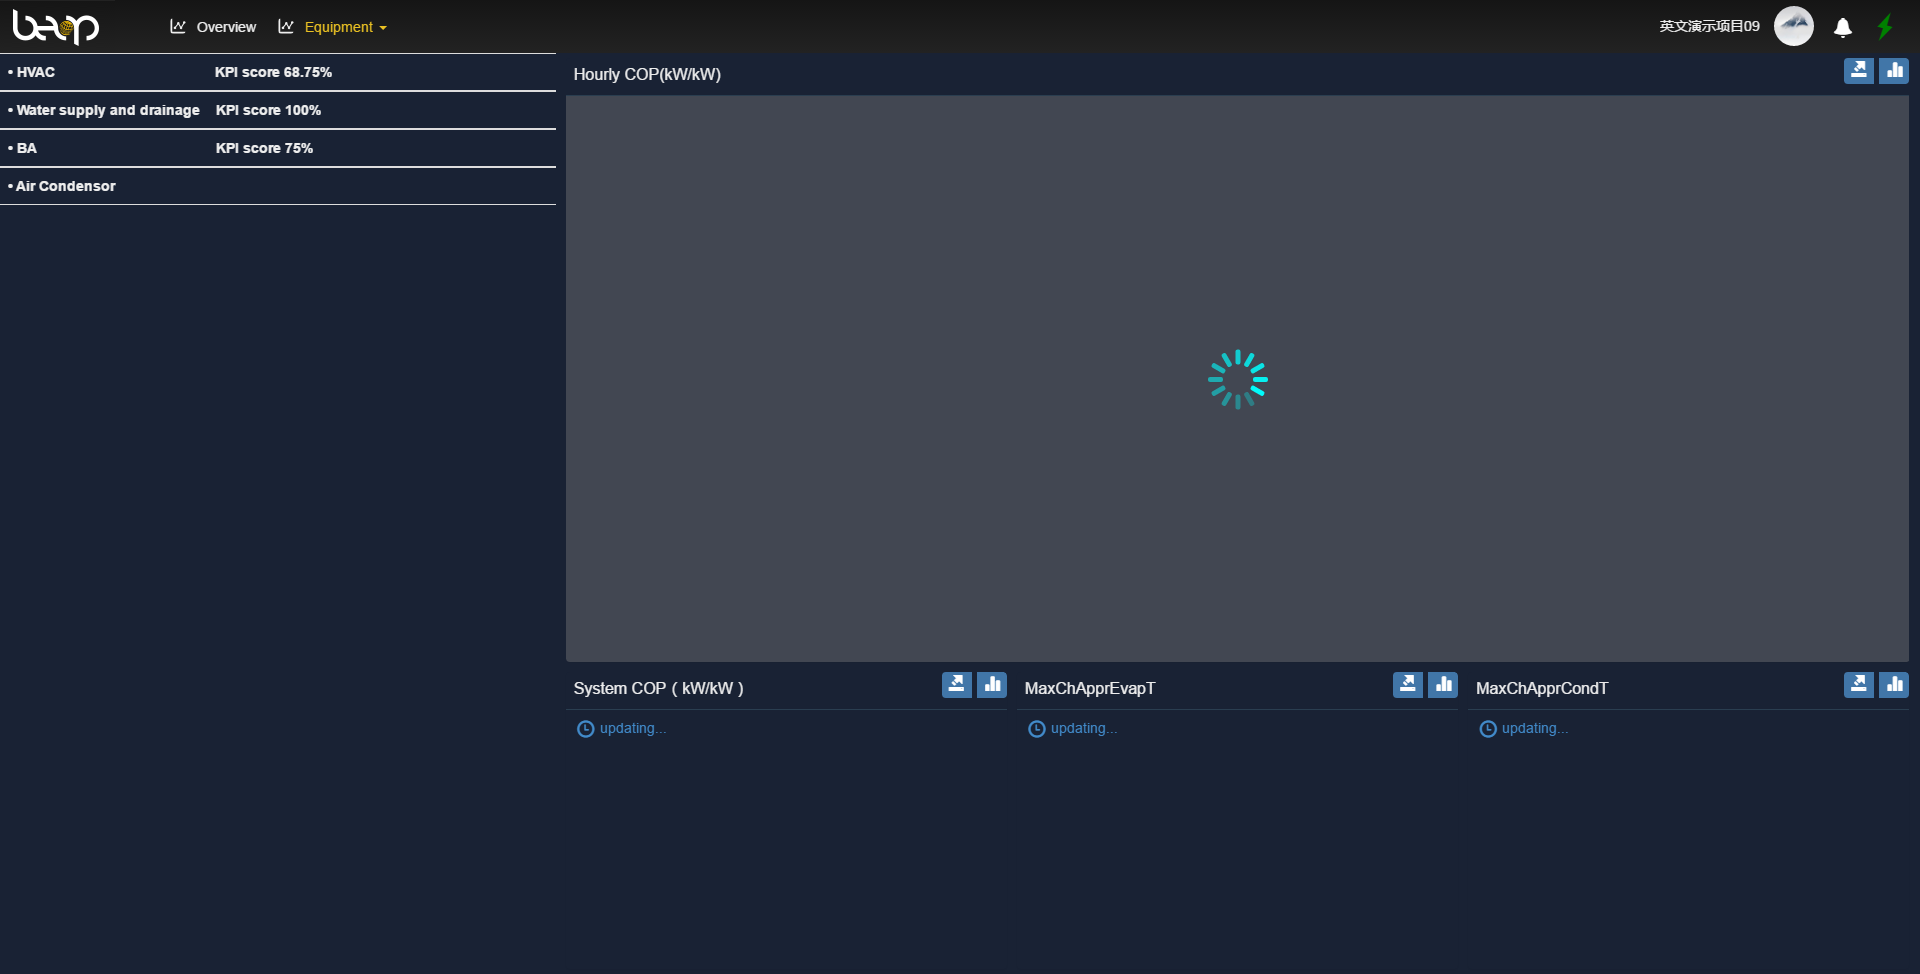 beop
Overview
Equipment
英文演示项目09
• HVAC KPI score 68.75%
• Water supply and drainage KPI score 100%
• BA KPI score 75%
• Air Condensor
Hourly COP(kW/kW)
System COP ( kW/kW )
updating...
MaxChApprEvapT
updating...
MaxChApprCondT
updating...